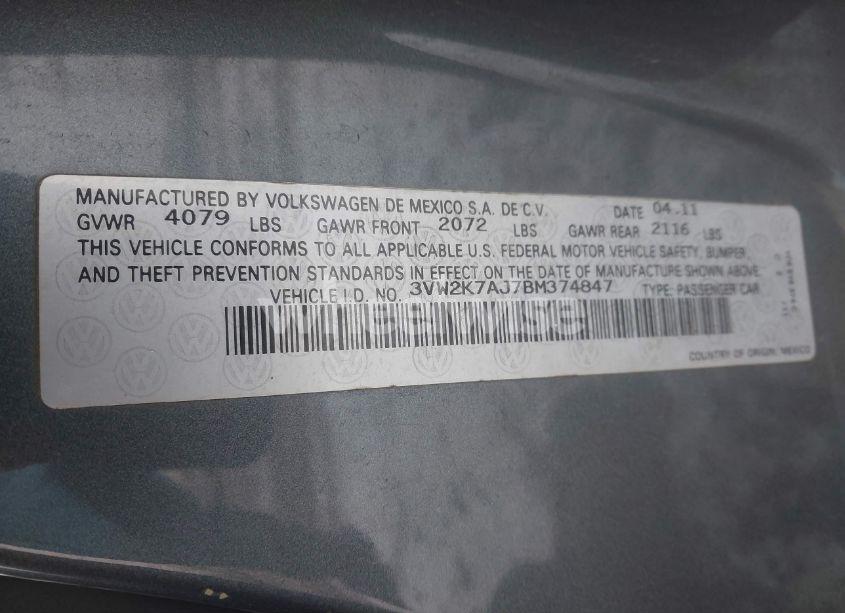 MANUFACTURED BY VOLKSWAGEN DE MEXICO S.A. DE C.V. DATE 04.11
GVWR 4079 LBS GAWR FRONT 2072 LBS GAWR REAR 2116 LBS
THIS VEHICLE CONFORMS TO ALL APPLICABLE U.S. FEDERAL MOTOR VEHICLE SAFETY, BUMPER
AND THEFT PREVENTION STANDARDS IN EFFECT ON THE DATE OF MANUFACTURE SHOWN ABOVE.
VEHICLE I.D. NO. 3VW2K7AJ7BM374847 TYPE: PASSENGER CAR
COUNTRY OF ORIGIN: MEXICO